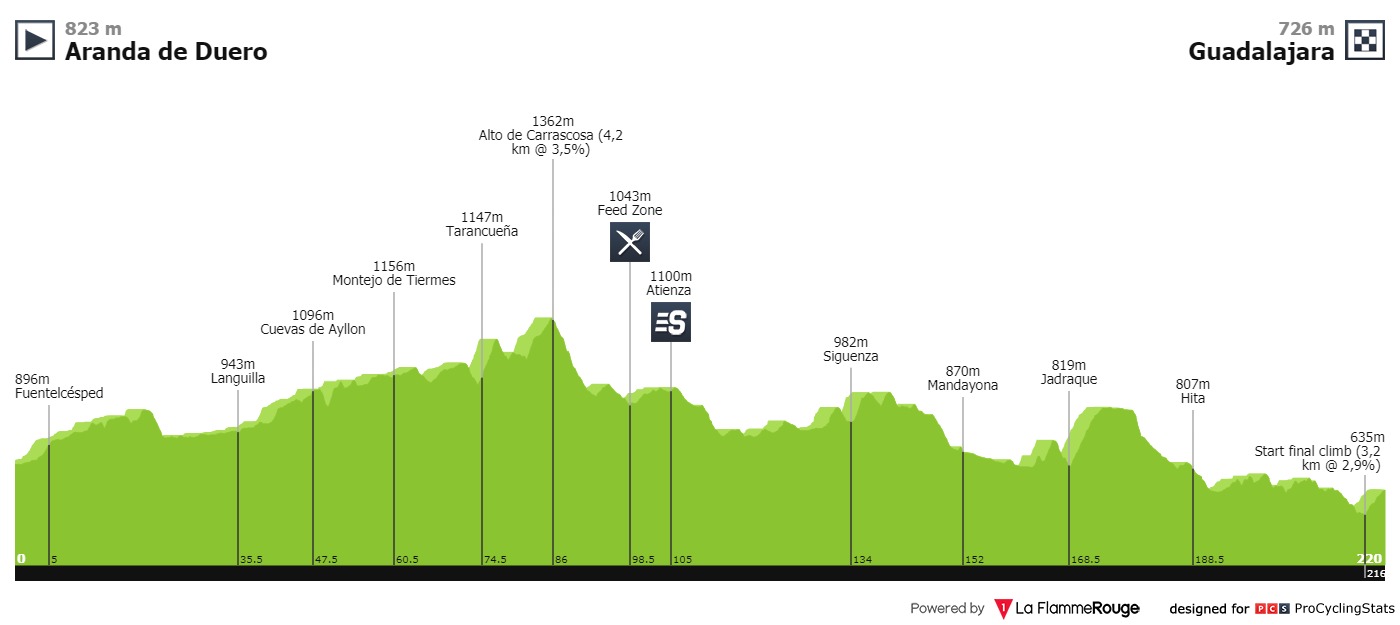 823 m
Aranda de Duero
726 m
Guadalajara
1362m
Alto de Carrascosa (4,2
km @ 3,5%)
1043m
Feed Zone
1147m
Tarancueña
1156m
Montejo de Tiermes
1100m
Atienza
S
1096m
Cuevas de Ayllon
982m
Siguenza
943m
Languilla
870m
Mandayona
819m
Jadraque
896m
Fuentelcésped
807m
Hita
635m
Start final climb (3,2
km @ 2,9%)
0 5 35.5 47.5 60.5 74.5 86 98.5 105 134 152 168.5 188.5 220
216
Powered by 1 La FlammeRouge designed for PCS ProCyclingStats